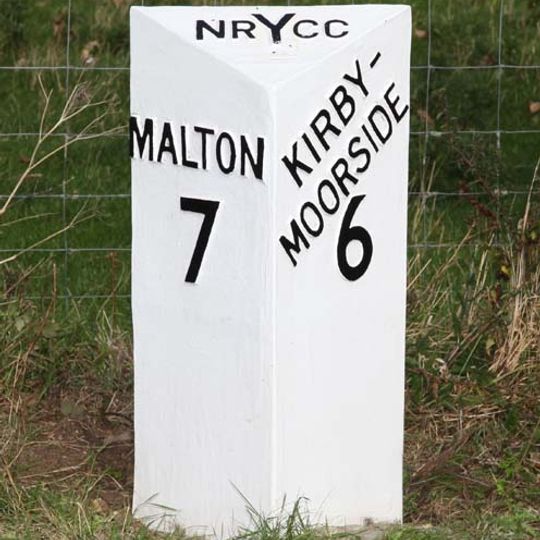 NRYCC
MALTON
7
KIRBY-
MOORSIDE
6